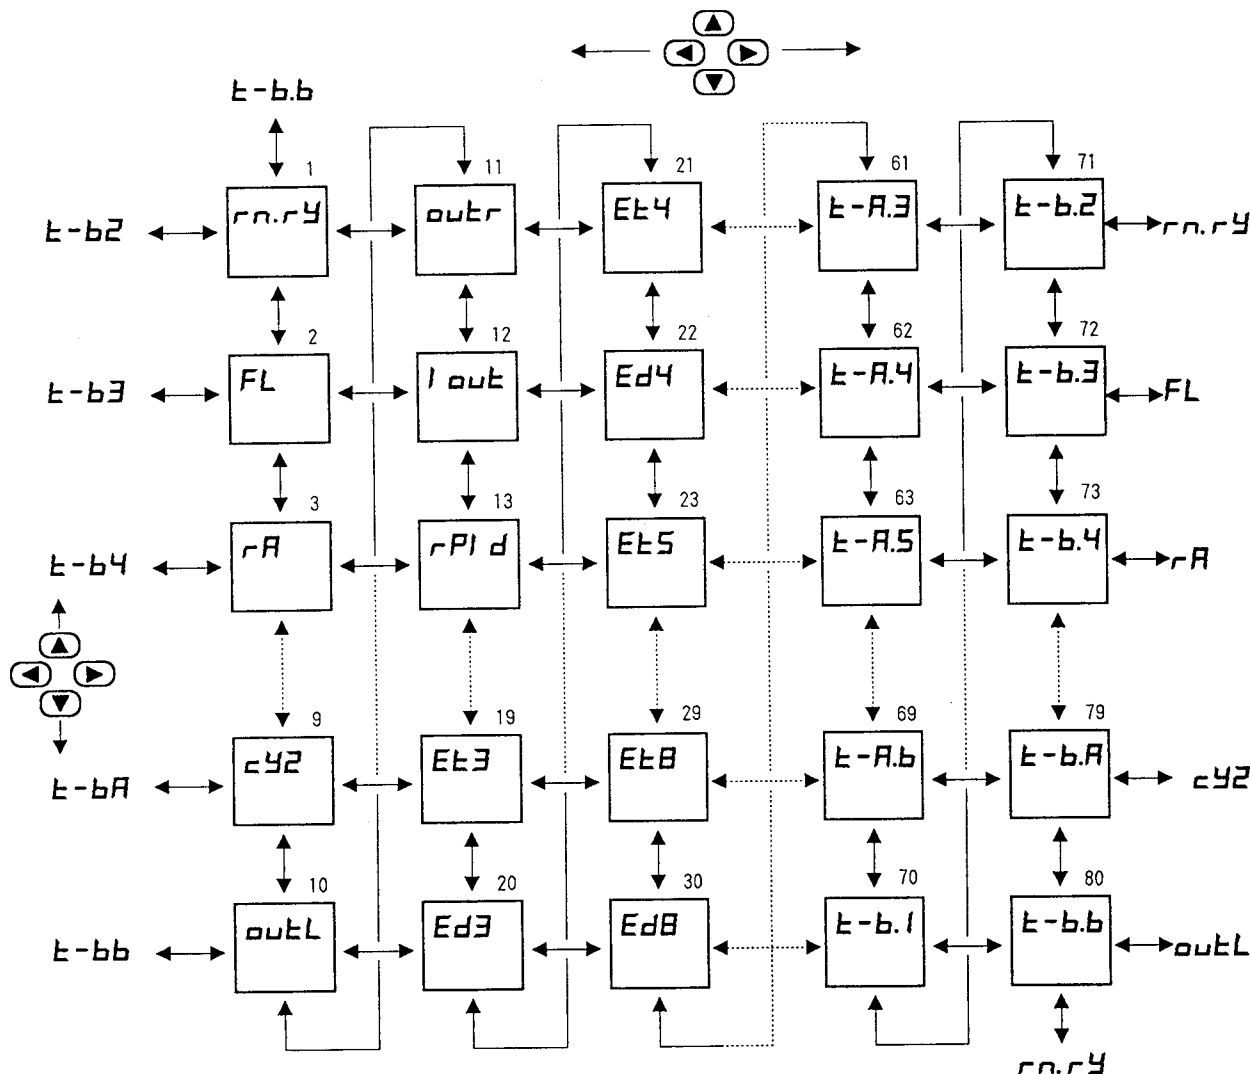 t-b.b
1 11 21 61 71
t-b2 rn.rY outr Et4 t-A.3 t-b.2 rn.rY
2 12 22 62 72
t-b3 FL 1out Ed4 t-A.4 t-b.3 FL
3 13 23 63 73
t-b4 rA rPId Et5 t-A.5 t-b.4 rA
9 19 29 69 79
t-bA cY2 Et3 Et8 t-A.b t-b.A cY2
10 20 30 70 80
t-bb outL Ed3 Ed8 t-b.1 t-b.b outL
rn.rY